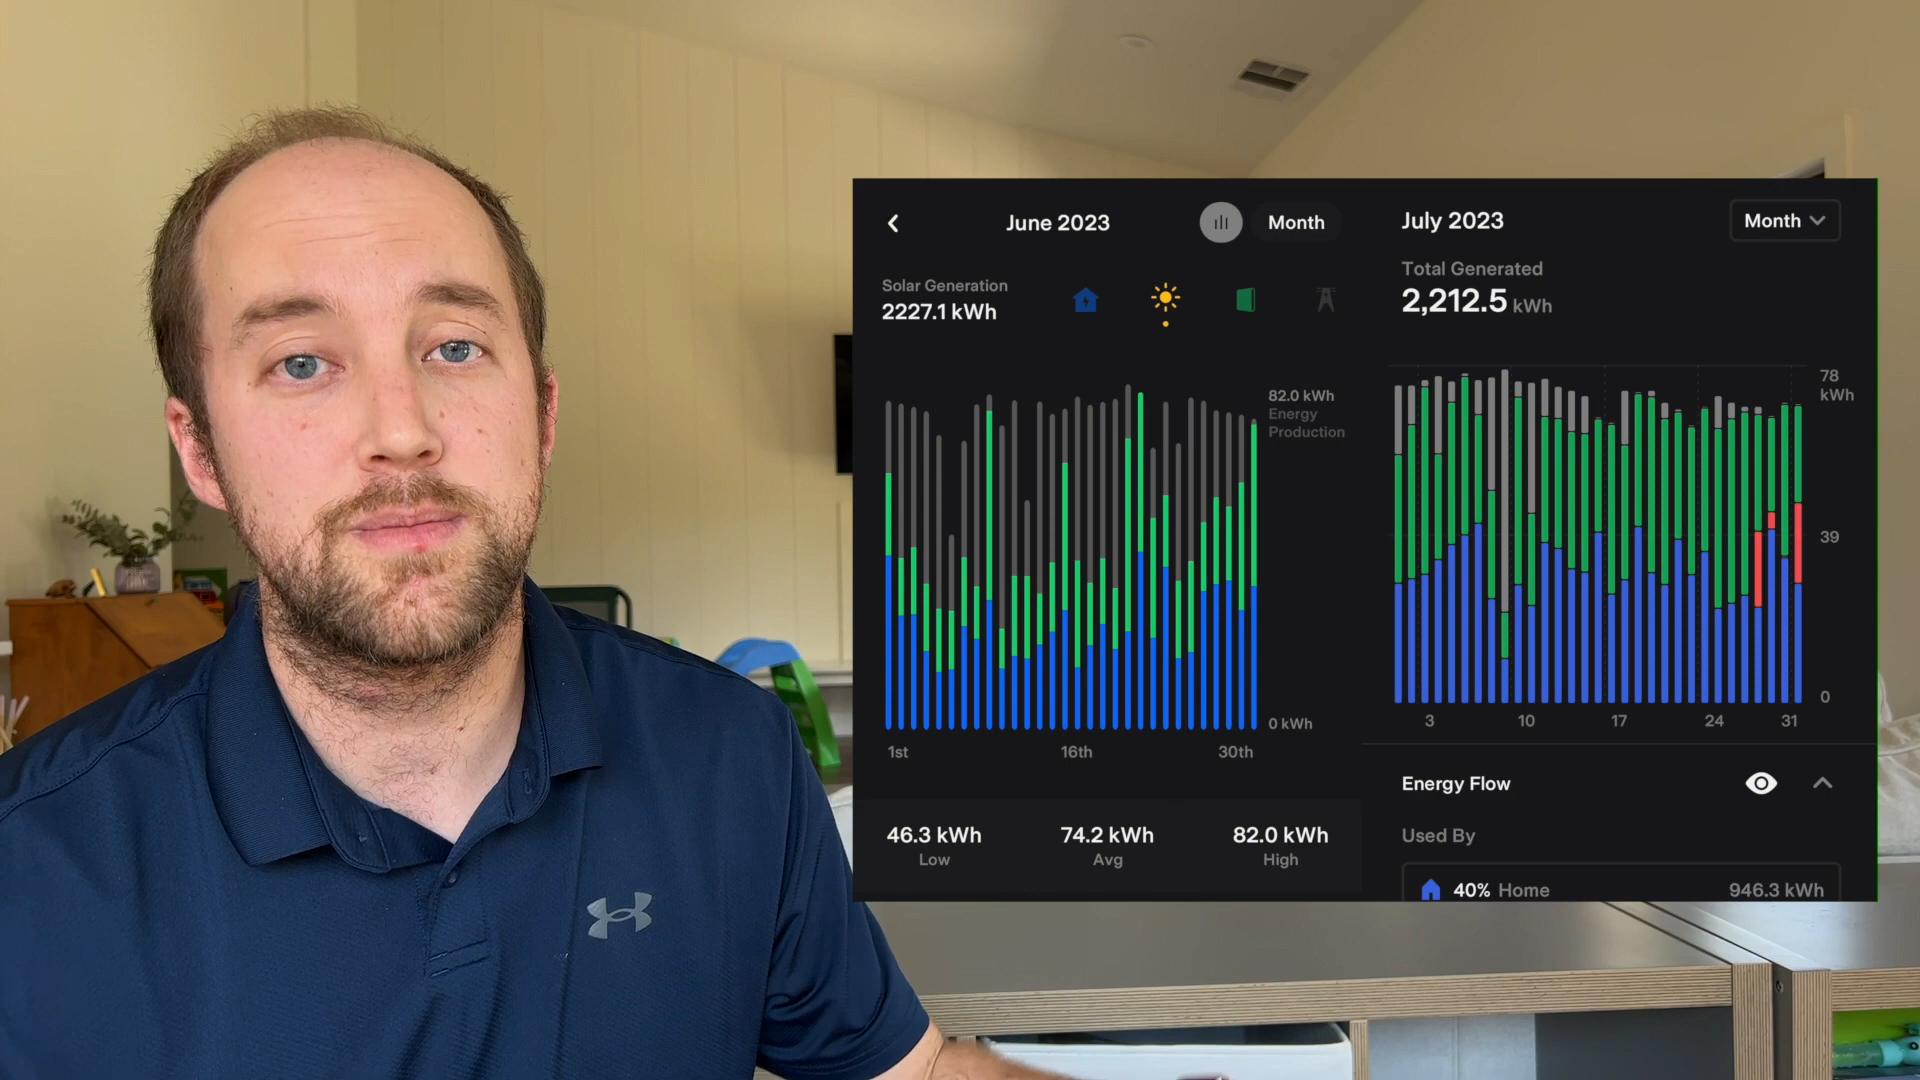 June 2023
Month
Solar Generation
2227.1 kWh
82.0 kWh
Energy
Production
0 kWh
1st
16th
30th
46.3 kWh
Low
74.2 kWh
Avg
82.0 kWh
High
July 2023
Month
Total Generated
2,212.5 kWh
78
kWh
39
0
3
10
17
24
31
Energy Flow
Used By
40% Home
946.3 kWh